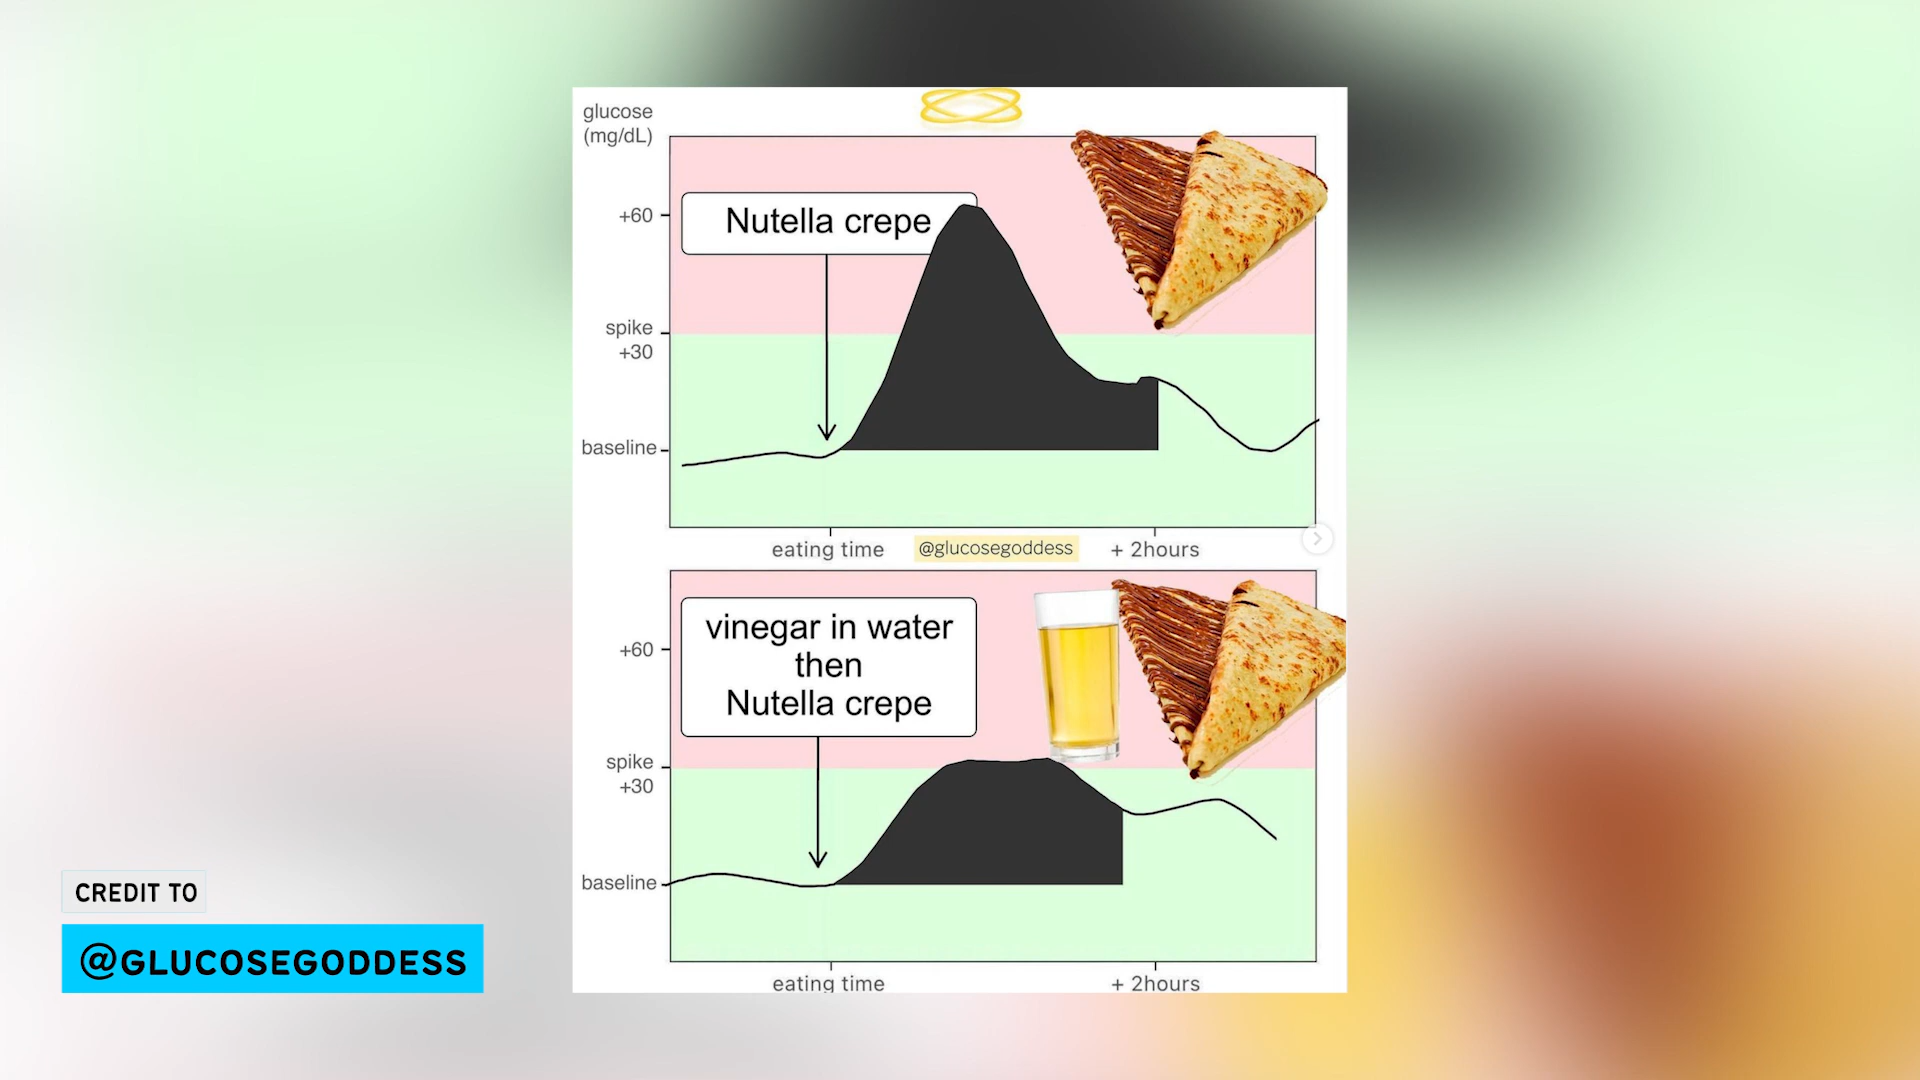 glucose
(mg/dL)
+60
Nutella crepe
spike
+30
baseline
eating time
@glucosegoddess
+ 2hours
vinegar in water
then
Nutella crepe
+60
spike
+30
baseline
eating time
+ 2hours
CREDIT TO
@GLUCOSEGODDESS